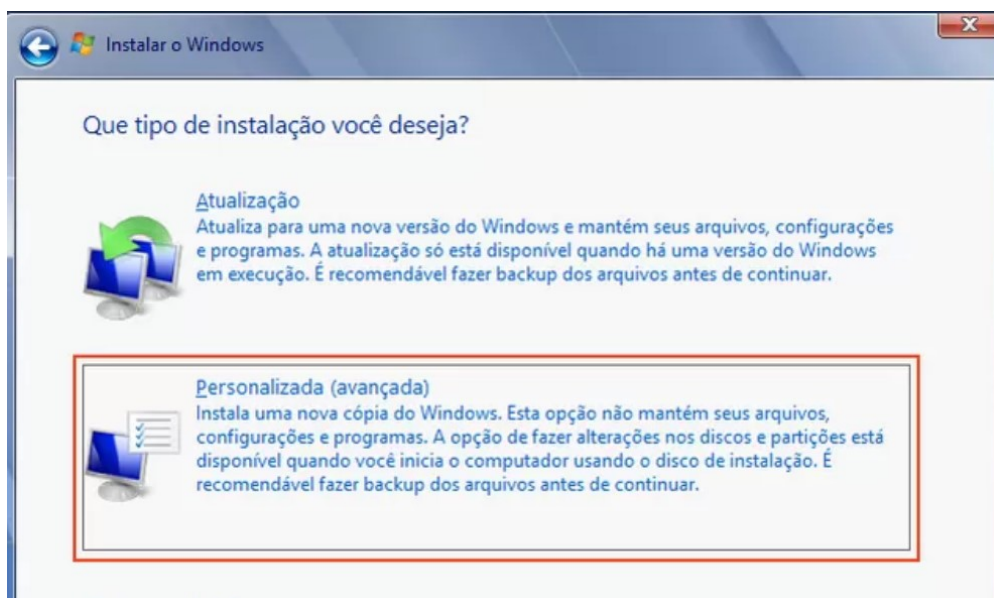 Instalar o Windows
Que tipo de instalação você deseja?
Atualização
Atualiza para uma nova versão do Windows e mantém seus arquivos, configurações
e programas. A atualização só está disponível quando há uma versão do Windows
em execução. É recomendável fazer backup dos arquivos antes de continuar.
Personalizada (avançada)
Instala uma nova cópia do Windows. Esta opção não mantém seus arquivos,
configurações e programas. A opção de fazer alterações nos discos e partições está
disponível quando você inicia o computador usando o disco de instalação. É
recomendável fazer backup dos arquivos antes de continuar.